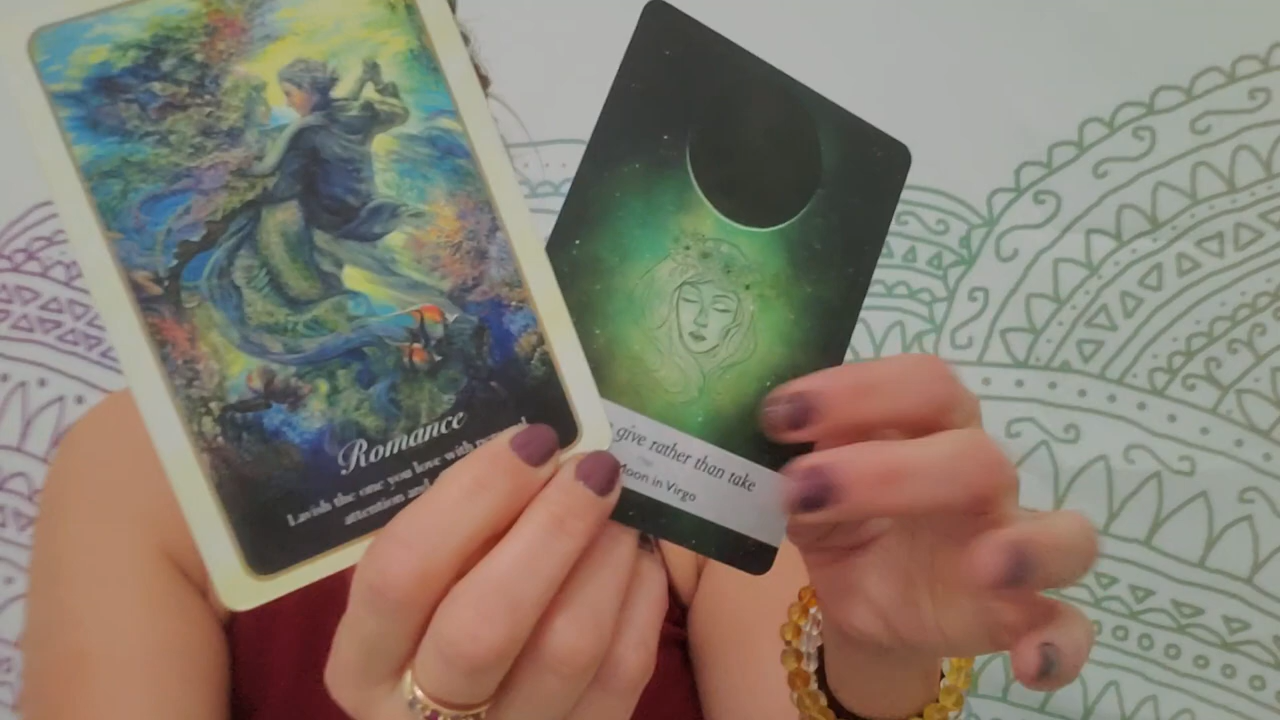 Romance
Lavish the one you love with
attention and
give rather than take
Moon in Virgo